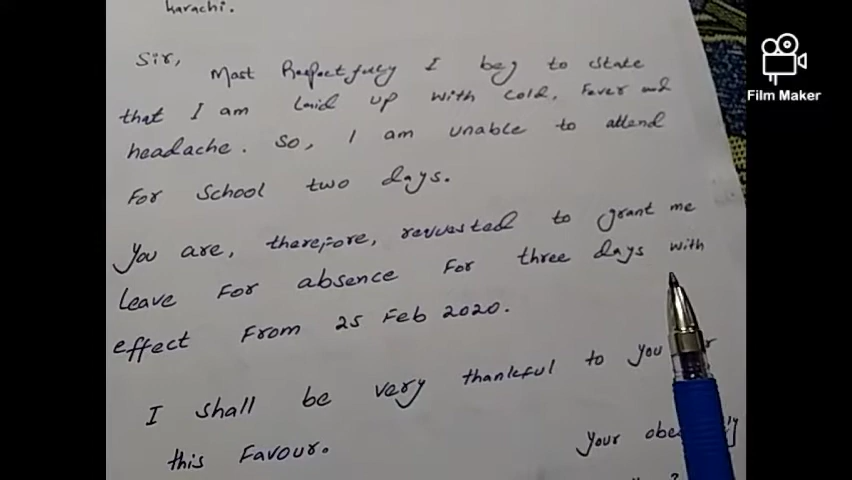 Karachi.
Sir,
Most Respectfully I beg to state
that I am laid up with cold, Fever and
headache. So, I am unable to attend
For School two days.
You are, therefore, requested to grant me
leave For absence For three days with
effect From 25 Feb 2020.
I shall be very thankful to you
this Favour.
Your
Film Maker